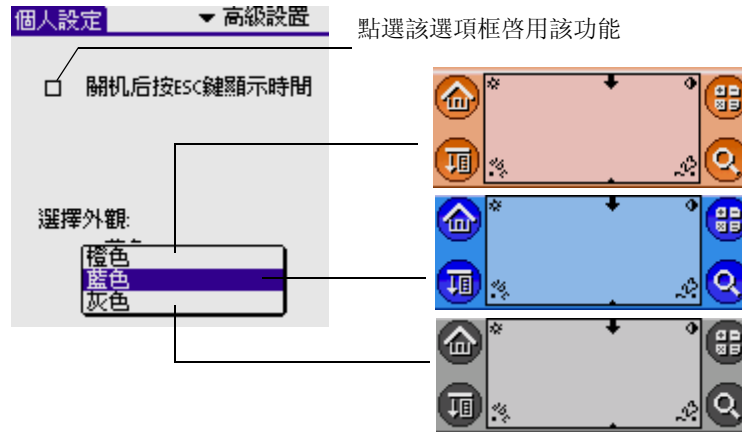 個人設定
高級設置
點選該選項框啓用該功能
關机后按ESC鍵顯示時間
選擇外觀:
橙色
藍色
灰色